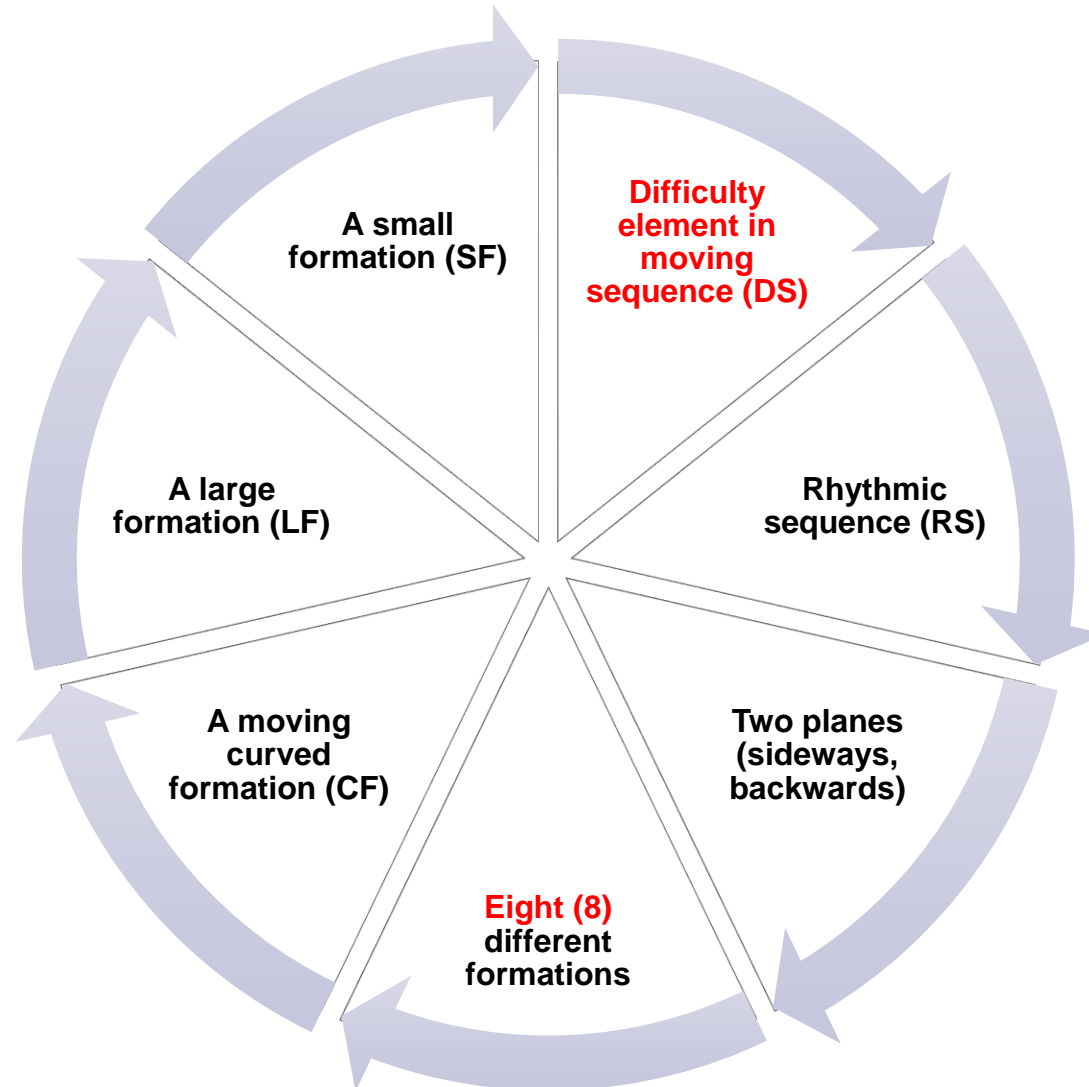 Difficulty
element in
moving
sequence (DS)
Rhythmic
sequence (RS)
Two planes
(sideways,
backwards)
Eight (8)
different
formations
A moving
curved
formation (CF)
A large
formation (LF)
A small
formation (SF)